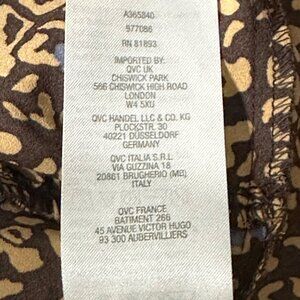 A365840
577086
RN 81893
IMPORTED BY:
QVC UK
CHISWICK PARK
566 CHISWICK HIGH ROAD
LONDON
W4 5XU
QVC HANDEL LLC & CO. KG
PLOCKSTR. 30
40221 DÜSSELDORF
GERMANY
QVC ITALIA S.R.L
VIA GUZZINA 18
20861 BRUGHERIO (MB)
ITALY
QVC FRANCE
BATIMENT 266
45 AVENUE VICTOR HUGO
93 300 AUBERVILLIERS